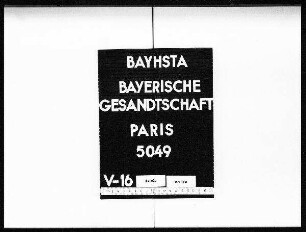 BAYHSTA
BAYERISCHE
GESANDTSCHAFT
PARIS
5049
V-16